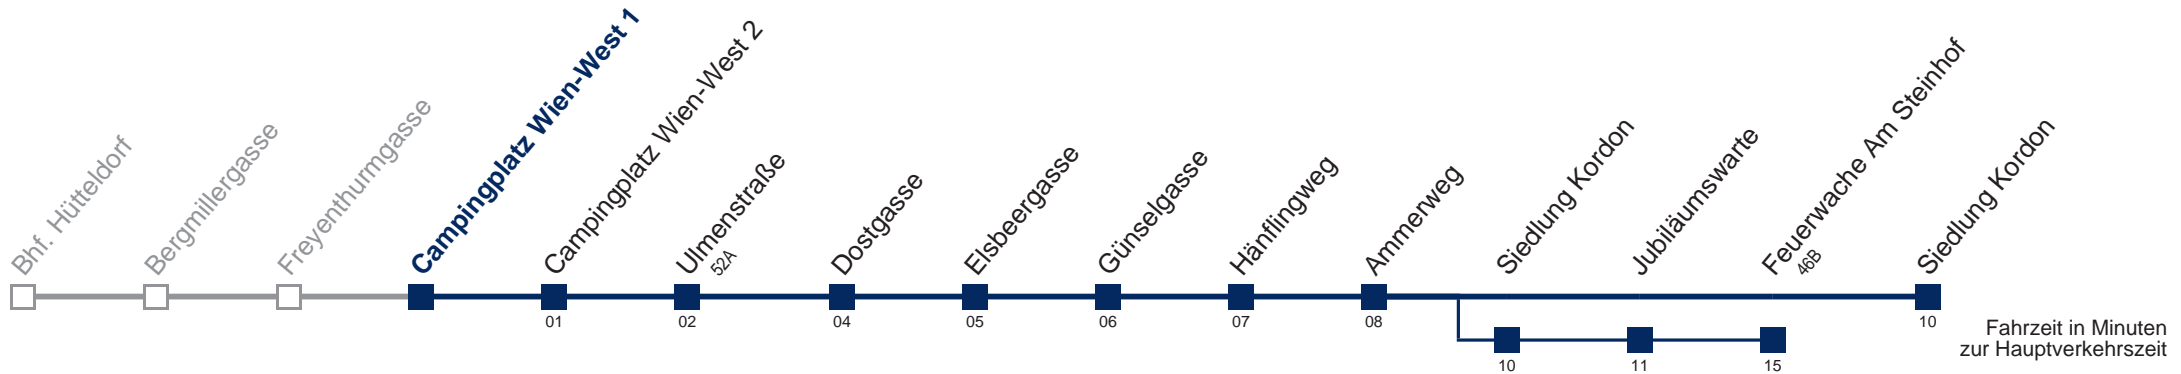 Bhf. Hütteldorf
Bergmillergasse
Freyenthurmgasse
Campingplatz Wien-West 1
Campingplatz Wien-West 2
Ulmenstraße
52A
Dostgasse
Elsbeergasse
Günselgasse
Hänflingweg
Ammerweg
Siedlung Kordon
Jubiläumswarte
Feuerwache Am Steinhof
46B
Siedlung Kordon
01
02
04
05
06
07
08
10
10
11
15
Fahrzeit in Minuten
zur Hauptverkehrszeit